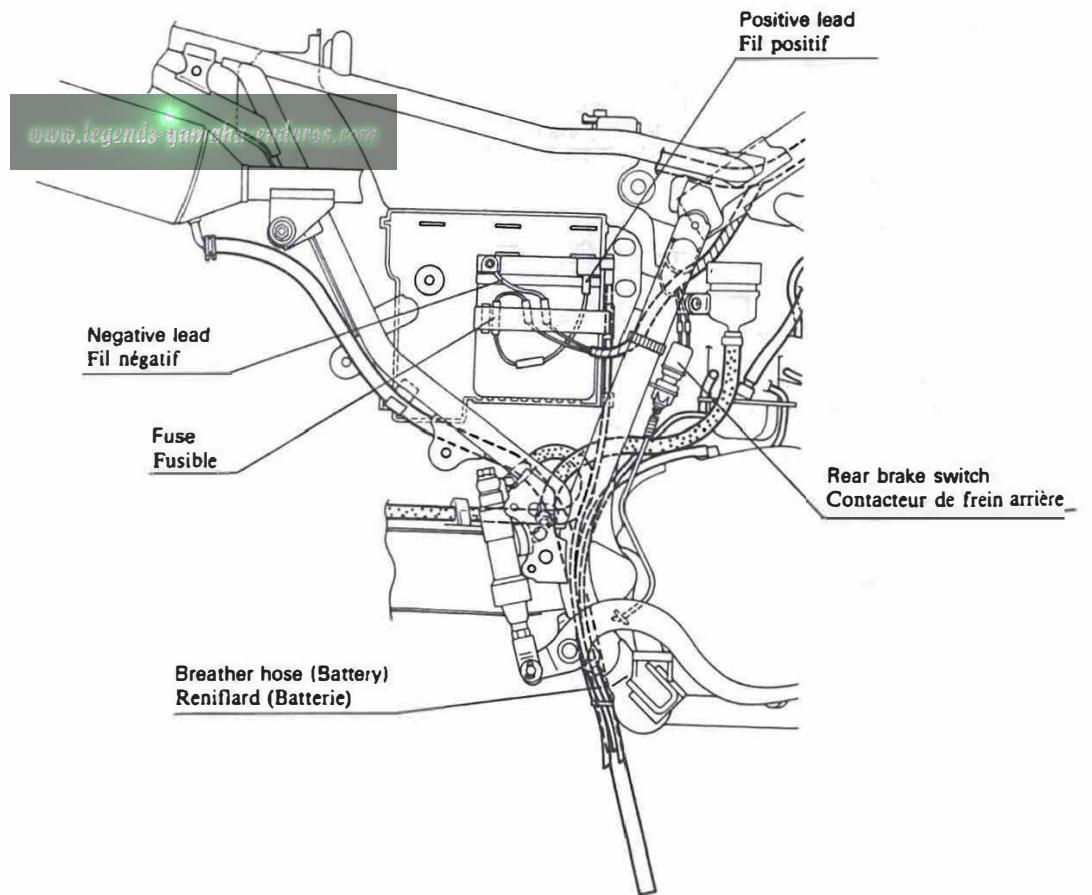 Positive lead
Fil positif
www.legends-yamaha-enduros.com
Negative lead
Fil négatif
Fuse
Fusible
Rear brake switch
Contacteur de frein arrière
Breather hose (Battery)
Reniflard (Batterie)